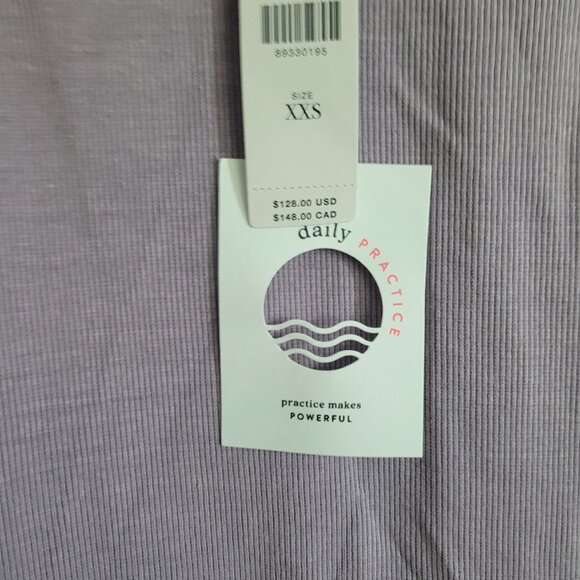 89330195
SIZE
XXS
$128.00 USD
$148.00 CAD
daily PRACTICE
practice makes
POWERFUL